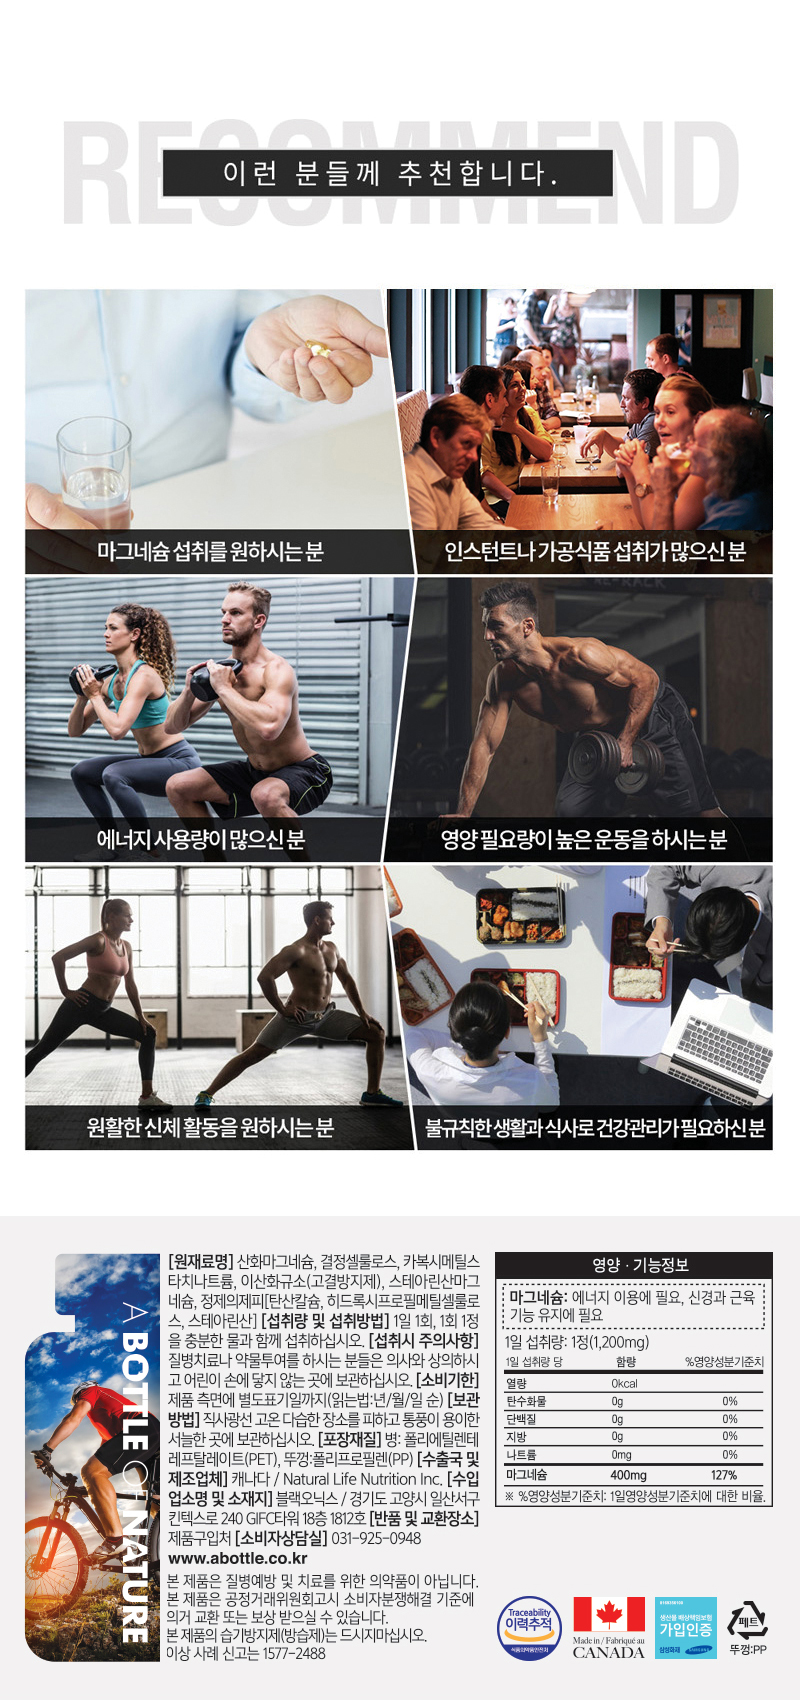 RECOMMEND
이런 분들께 추천합니다.
마그네슘 섭취를 원하시는 분
인스턴트나 가공식품 섭취가 많으신 분
에너지 사용량이 많으신 분
영양 필요량이 높은 운동을 하시는 분
원활한 신체 활동을 원하시는 분
불규칙한 생활과 식사로 건강관리가 필요하신 분
A BOTTLE OF NATURE
[원재료명] 산화마그네슘, 결정셀룰로스, 카복시메틸스
타치나트륨, 이산화규소(고결방지제), 스테아린산마그
네슘, 정제의제피[탄산칼슘, 히드록시프로필메틸셀룰로
스, 스테아린산] [섭취량 및 섭취방법] 1일 1회, 1회 1정
을 충분한 물과 함께 섭취하십시오. [섭취시 주의사항]
질병치료나 약물투여를 하시는 분들은 의사와 상의하시
고 어린이 손에 닿지 않는 곳에 보관하십시오. [소비기한]
제품 측면에 별도표기일까지(읽는법:년/월/일 순) [보관
방법] 직사광선 고온 다습한 장소를 피하고 통풍이 용이한
서늘한 곳에 보관하십시오. [포장재질] 병: 폴리에틸렌테
레프탈레이트(PET), 뚜껑:폴리프로필렌(PP) [수출국 및
제조업체] 캐나다 / Natural Life Nutrition Inc. [수입
업소명 및 소재지] 블랙오닉스 / 경기도 고양시 일산서구
킨텍스로 240 GIFC타워 18층 1812호 [반품 및 교환장소]
제품구입처 [소비자상담실] 031-925-0948
www.abottle.co.kr
본 제품은 질병예방 및 치료를 위한 의약품이 아닙니다.
본 제품은 공정거래위원회고시 소비자분쟁해결 기준에
의거 교환 또는 보상 받으실 수 있습니다.
본 제품의 습기방지제(방습제)는 드시지마십시오.
이상 사례 신고는 1577-2488
영양 · 기능정보
마그네슘: 에너지 이용에 필요, 신경과 근육
기능 유지에 필요
1일 섭취량: 1정(1,200mg)
1일 섭취량 당 함량 %영양성분기준치
열량 0kcal
탄수화물 0g 0%
단백질 0g 0%
지방 0g 0%
나트륨 0mg 0%
마그네슘 400mg 127%
※ %영양성분기준치: 1일영양성분기준치에 대한 비율.
Traceability
이력추적
식품의약품안전처
Made in / Fabriqué au
CANADA
생산물 배상책임보험
가입인증
삼성화재
페트
뚜껑:PP